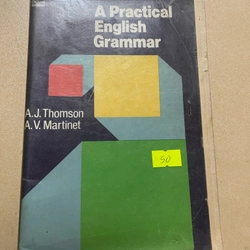 A Practical
English
Grammar
A.J. Thomson
A.V. Martinet
50